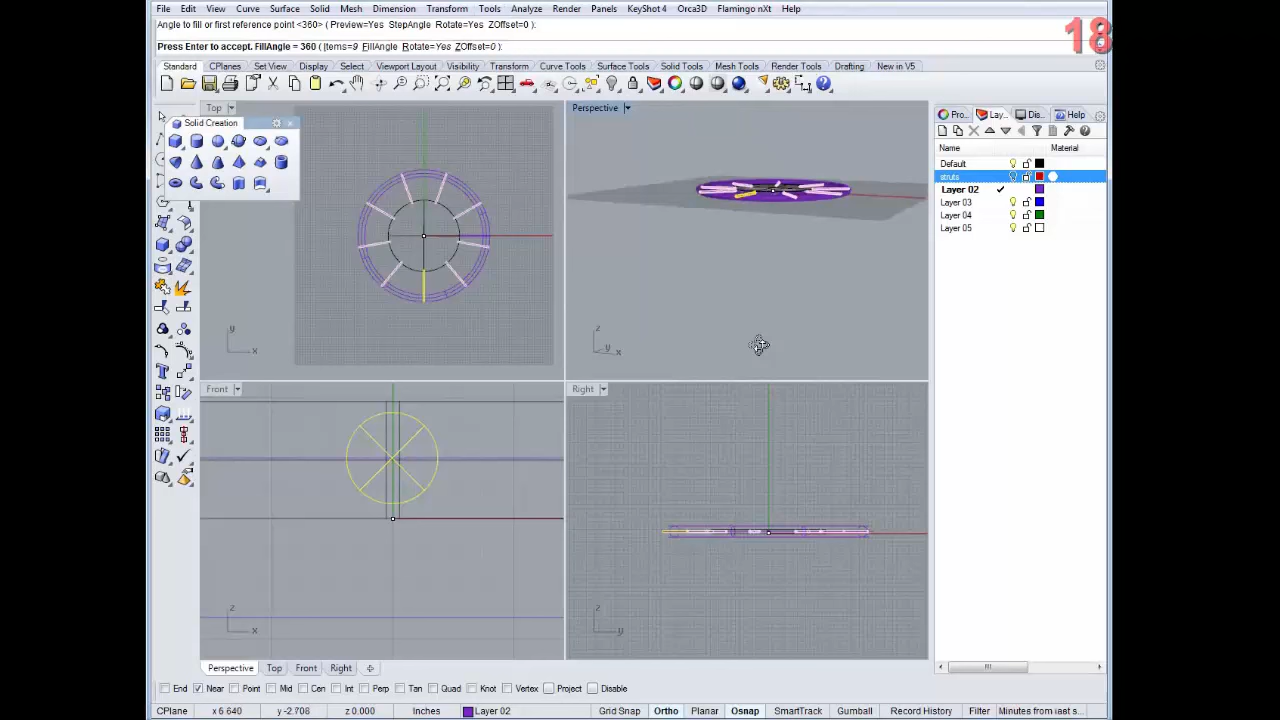 File Edit View Curve Surface Solid Mesh Dimension Transform Tools Analyze Render Panels KeyShot 4 Orca3D Flamingo nXt Help
Angle to fill or first reference point <360> ( Preview=Yes StepAngle Rotate=Yes ZOffset=0 ):
18
Press Enter to accept. FillAngle = 360 ( Items=9 FillAngle Rotate=Yes ZOffset=0 ):
Standard CPlanes Set View Display Select Viewport Layout Visibility Transform Curve Tools Surface Tools Solid Tools Mesh Tools Render Tools Drafting New in V5
Top
Perspective
Pro... Lay... Dis... Help
Solid Creation
Name Material
Default
struts
Layer 02
Layer 03
Layer 04
Layer 05
y
x
z
y
x
Front
Right
z
x
z
y
Perspective Top Front Right
End Near Point Mid Cen Int Perp Tan Quad Knot Vertex Project Disable
CPlane x 6.640 y -2.708 z 0.000 Inches Layer 02 Grid Snap Ortho Planar Osnap SmartTrack Gumball Record History Filter Minutes from last s...